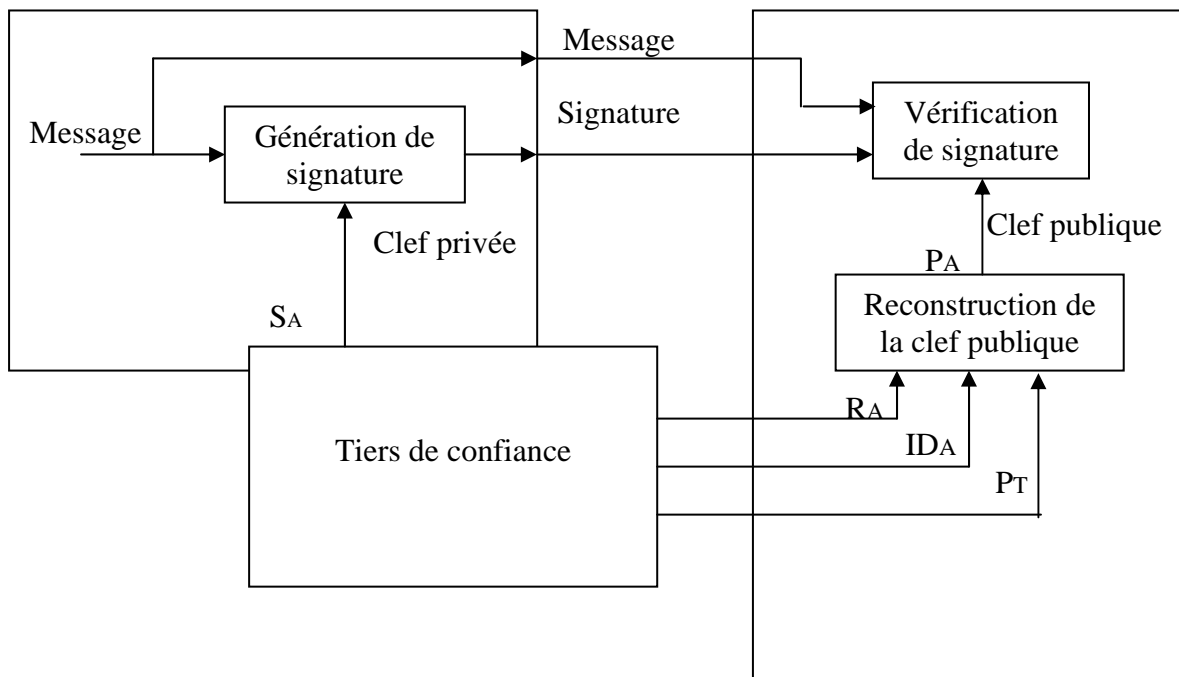 Message
Message
Signature
Génération de
signature
Vérification
de signature
Clef privée
Clef publique
PA
SA
Reconstruction de
la clef publique
RA
Tiers de confiance
IDA
PT